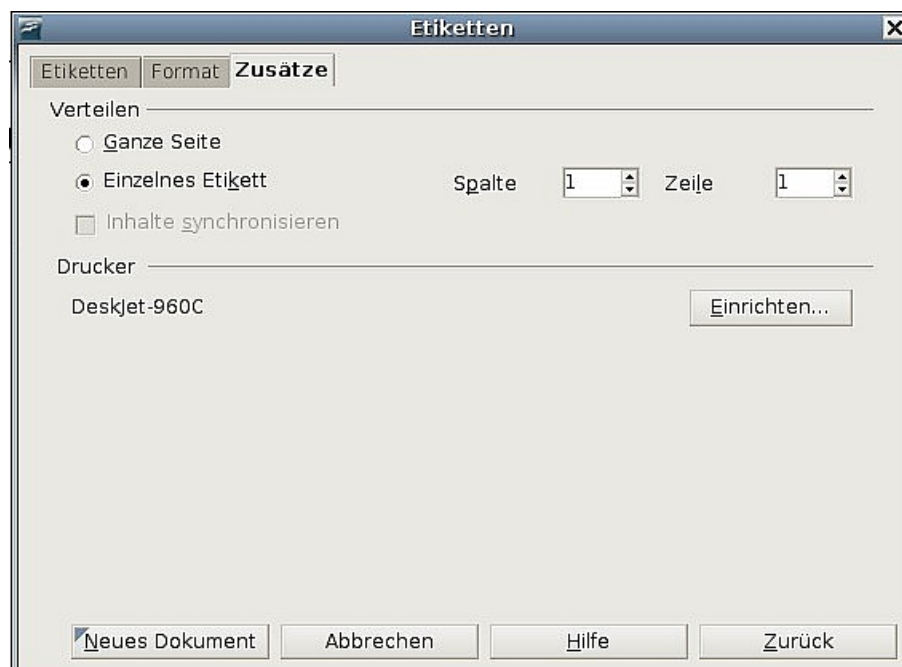 Etiketten
Etiketten Format Zusätze
Verteilen
Ganze Seite
Einzelnes Etikett Spalte 1 Zeile 1
Inhalte synchronisieren
Drucker
DeskJet-960C Einrichten...
Neues Dokument Abbrechen Hilfe Zurück